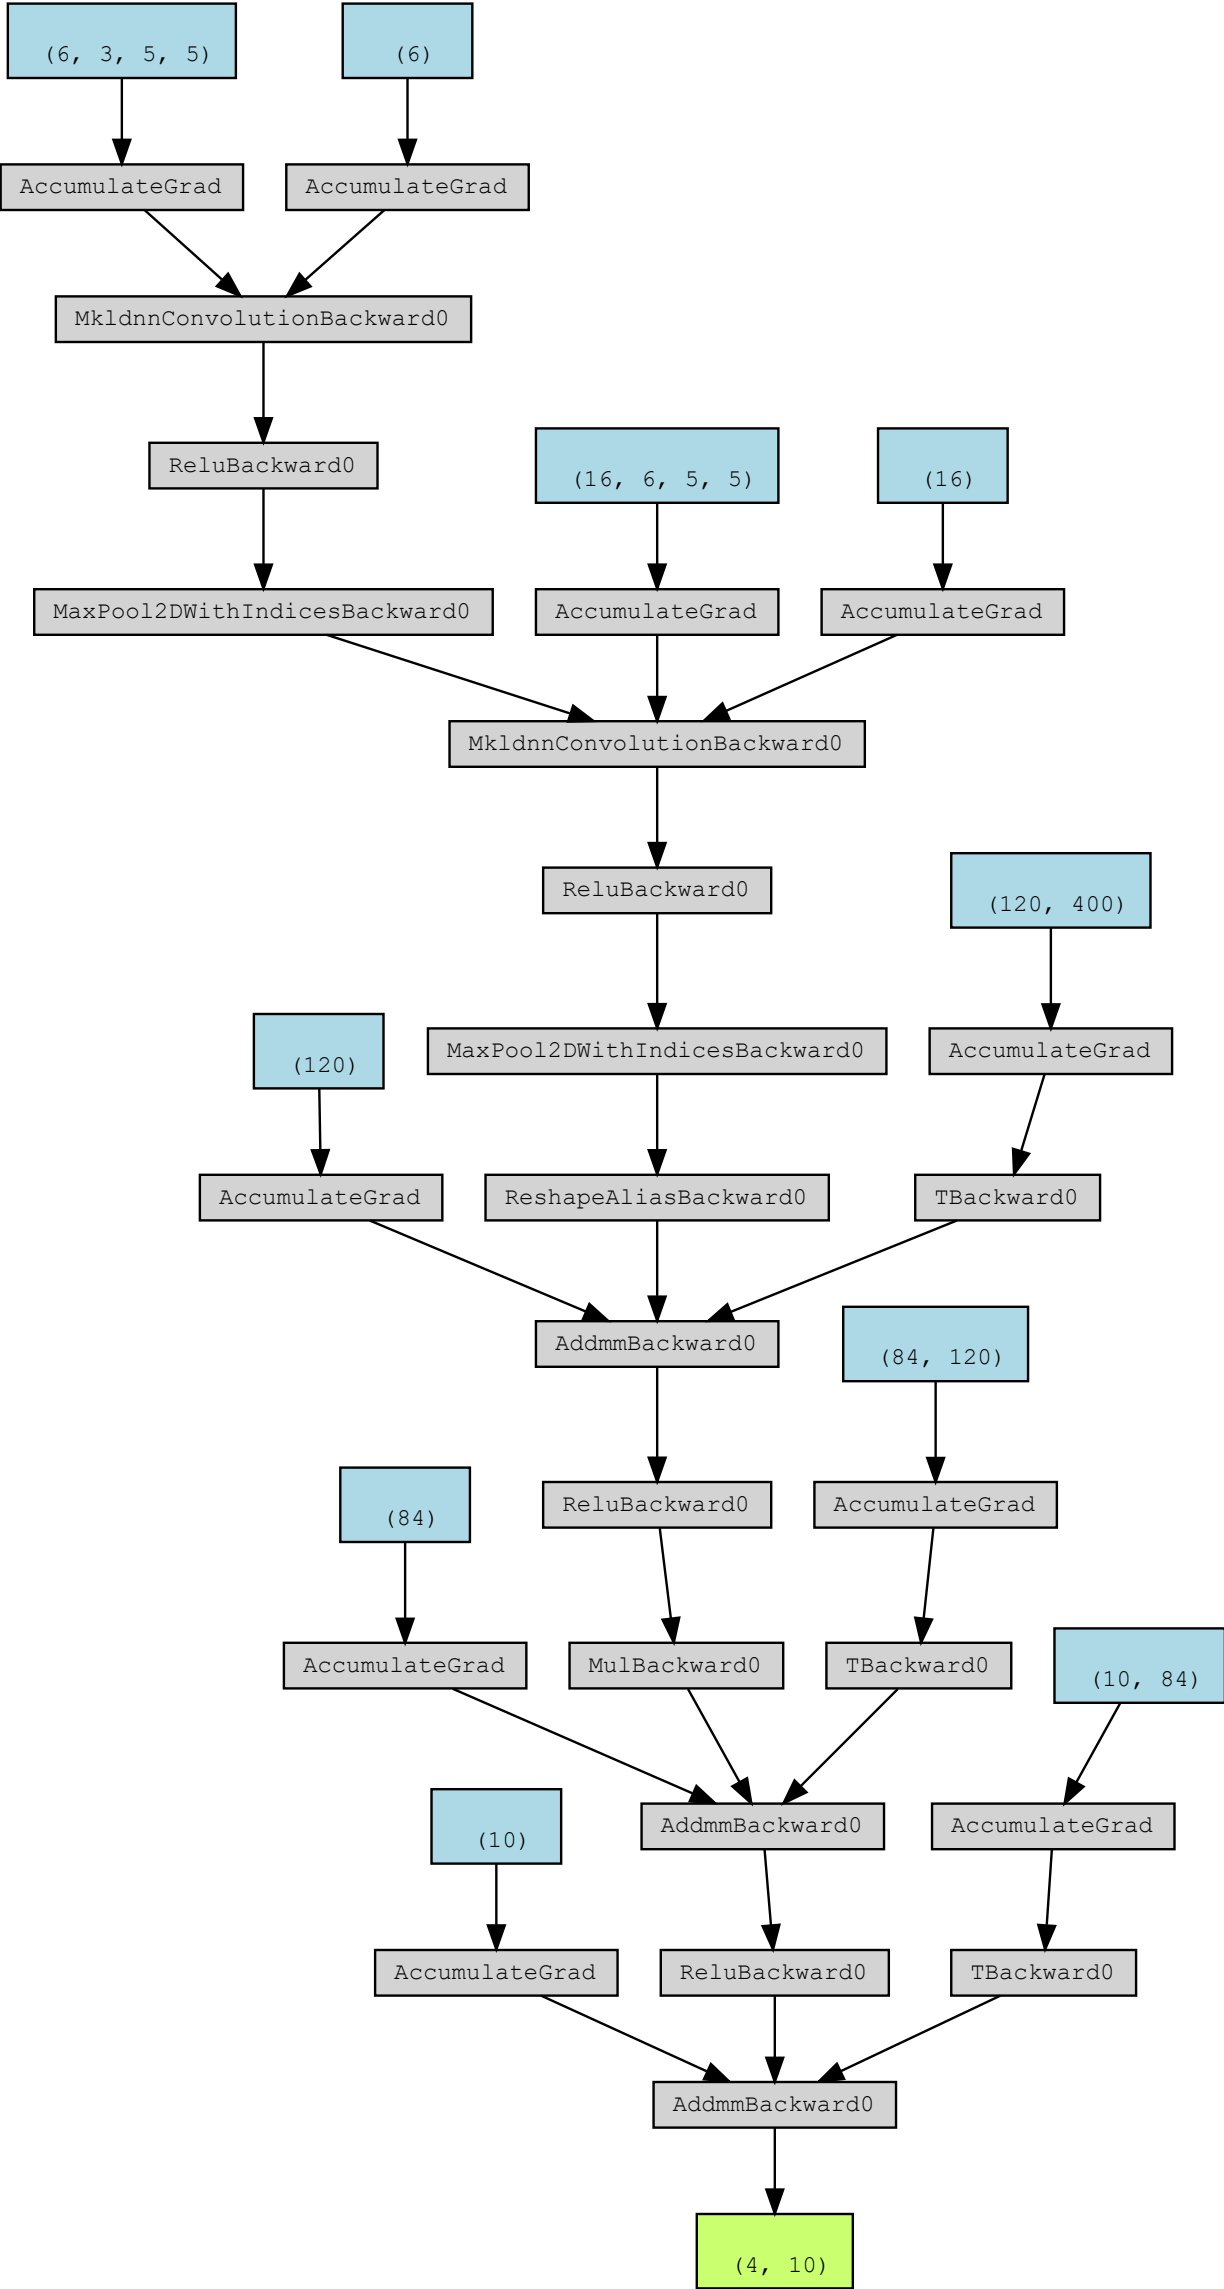 (6, 3, 5, 5)
(6)
AccumulateGrad
AccumulateGrad
MkldnnConvolutionBackward0
ReluBackward0
(16, 6, 5, 5)
(16)
MaxPool2DWithIndicesBackward0
AccumulateGrad
AccumulateGrad
MkldnnConvolutionBackward0
ReluBackward0
(120, 400)
(120)
MaxPool2DWithIndicesBackward0
AccumulateGrad
AccumulateGrad
ReshapeAliasBackward0
TBackward0
AddmmBackward0
(84, 120)
(84)
ReluBackward0
AccumulateGrad
AccumulateGrad
MulBackward0
TBackward0
(10, 84)
(10)
AddmmBackward0
AccumulateGrad
AccumulateGrad
ReluBackward0
TBackward0
AddmmBackward0
(4, 10)